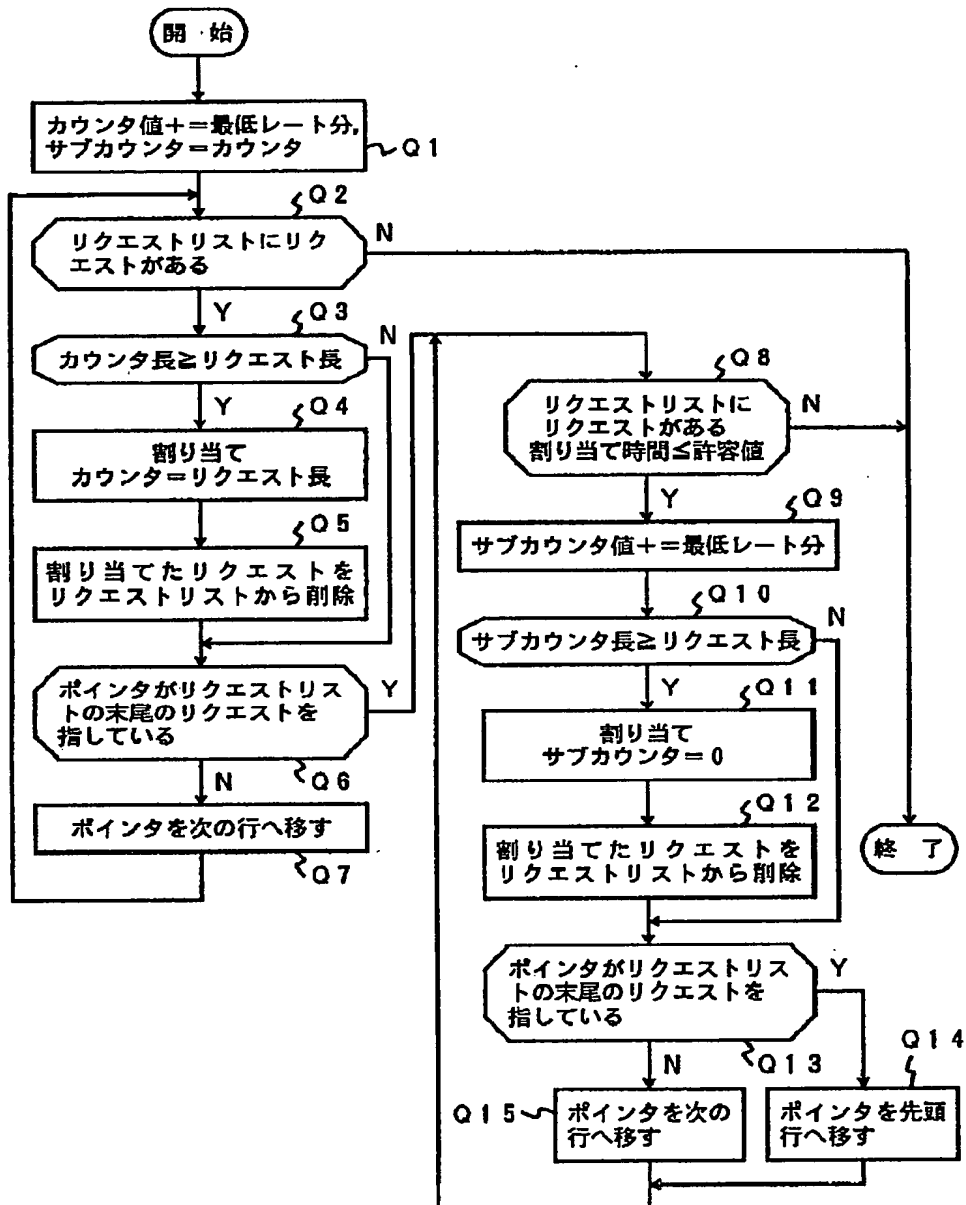 開始
カウンタ値+=最低レート分,
サブカウンタ=カウンタ
Q1
Q2
リクエストリストにリク
エストがある
N
Y
Q3
N
カウンタ長≧リクエスト長
Y
Q4
割り当て
カウンタ=リクエスト長
Q5
割り当てたリクエストを
リクエストリストから削除
ポインタがリクエストリス
トの末尾のリクエストを
指している
Y
N
Q6
ポインタを次の行へ移す
Q7
Q8
リクエストリストに
リクエストがある
割り当て時間≦許容値
N
Y
Q9
サブカウンタ値+=最低レート分
Q10
N
サブカウンタ長≧リクエスト長
Y
Q11
割り当て
サブカウンタ=0
Q12
割り当てたリクエストを
リクエストリストから削除
終了
ポインタがリクエストリス
トの末尾のリクエストを
指している
Y
N
Q13
Q14
Q15
ポインタを次の
行へ移す
ポインタを先頭
行へ移す